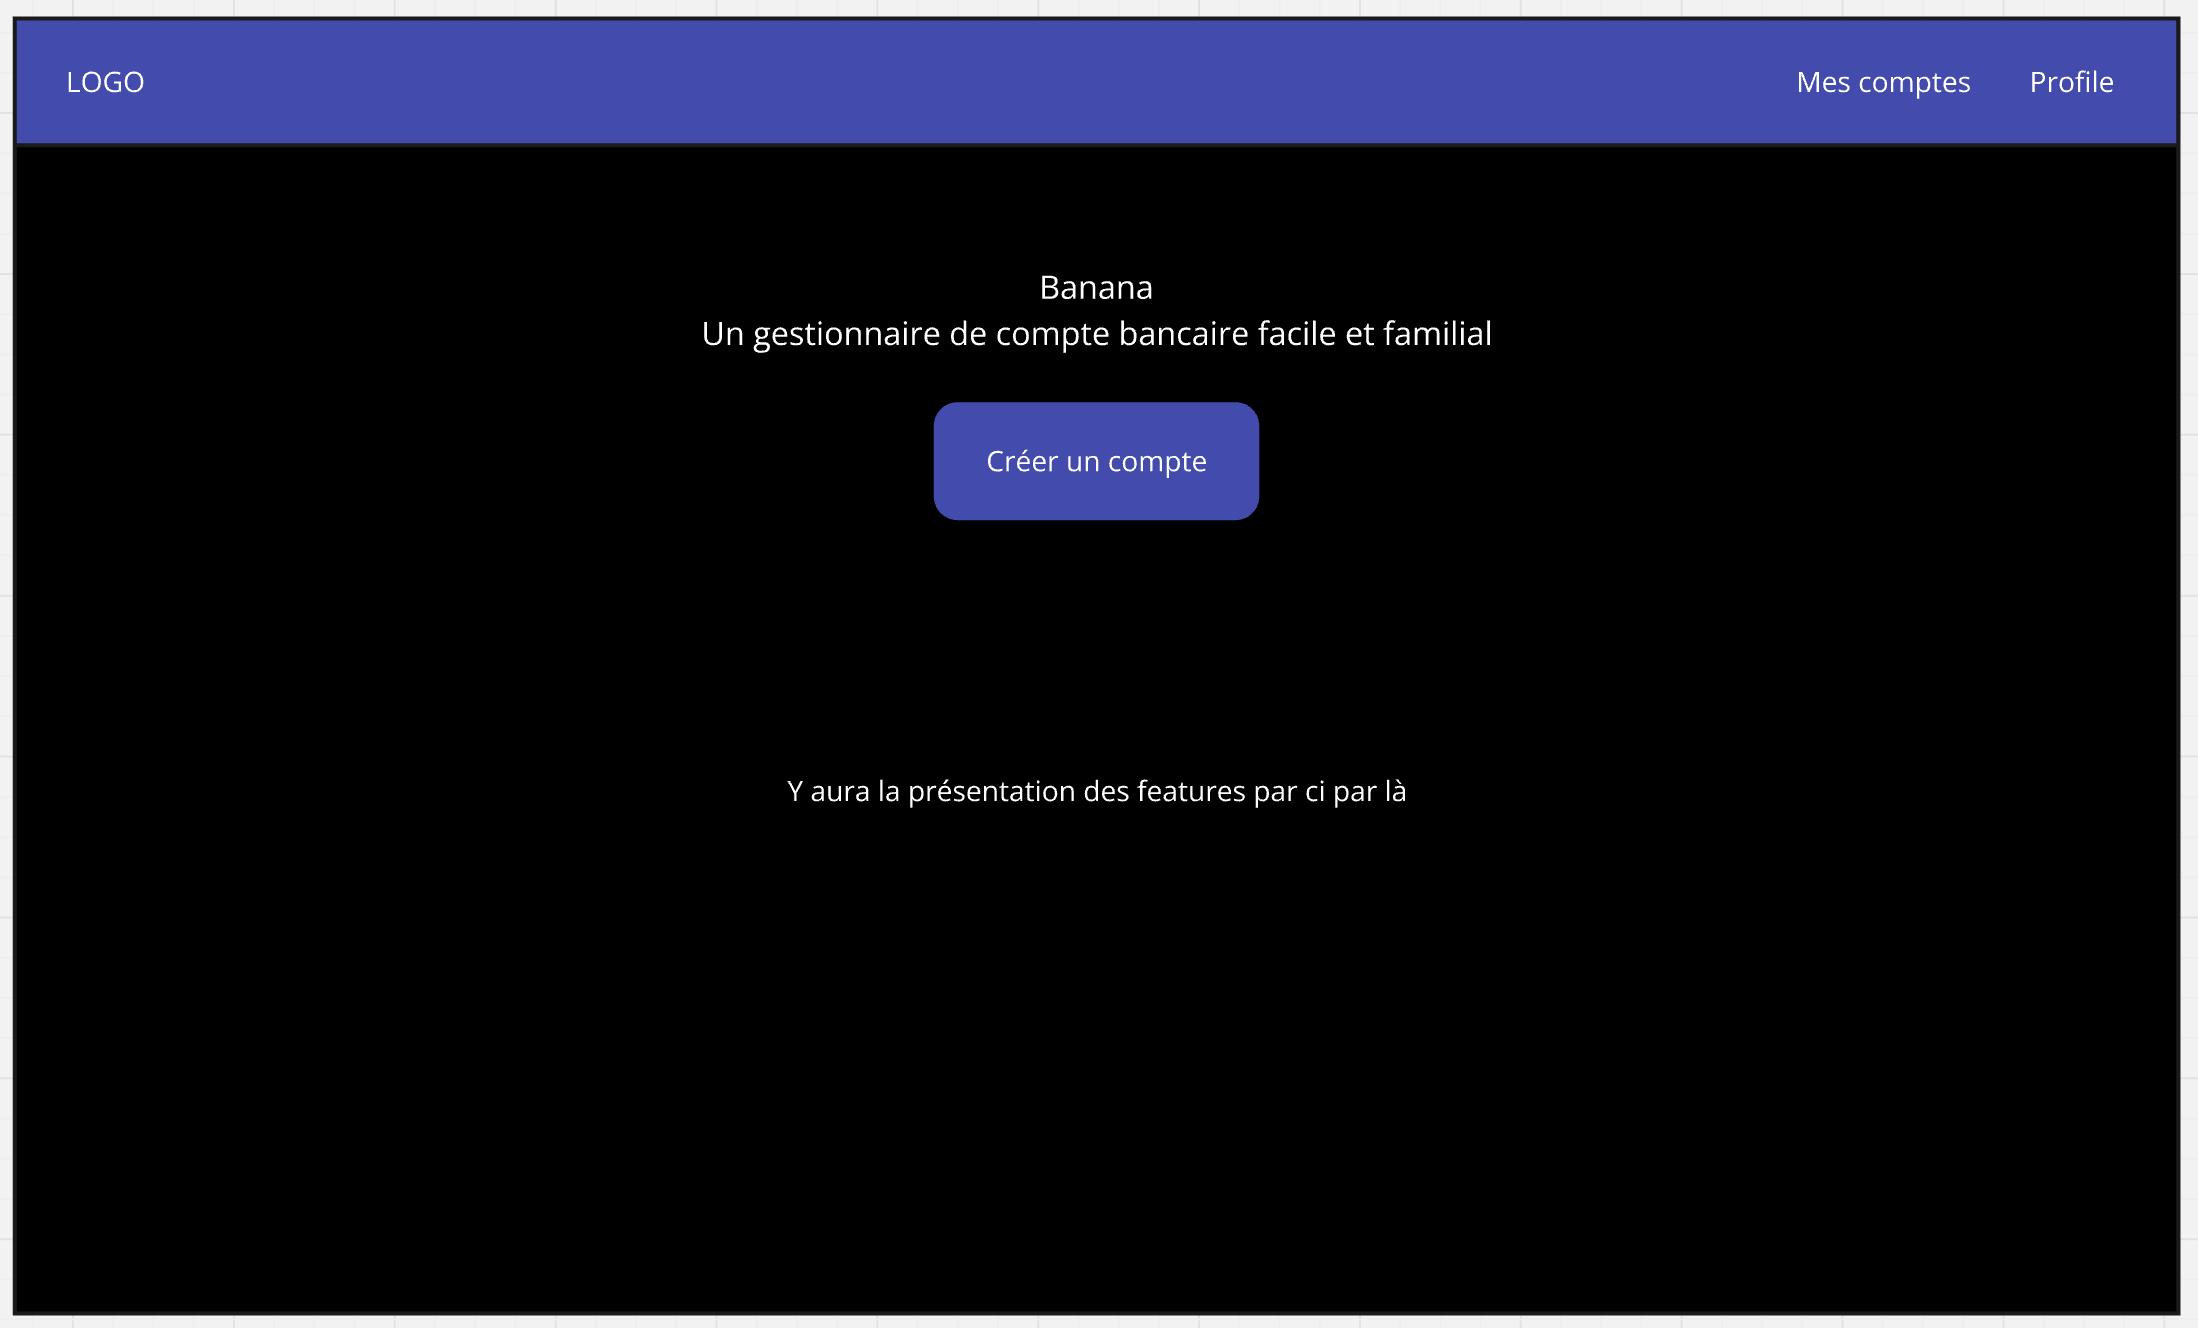 LOGO
Mes comptes
Profile
Banana
Un gestionnaire de compte bancaire facile et familial
Créer un compte
Y aura la présentation des features par ci par là